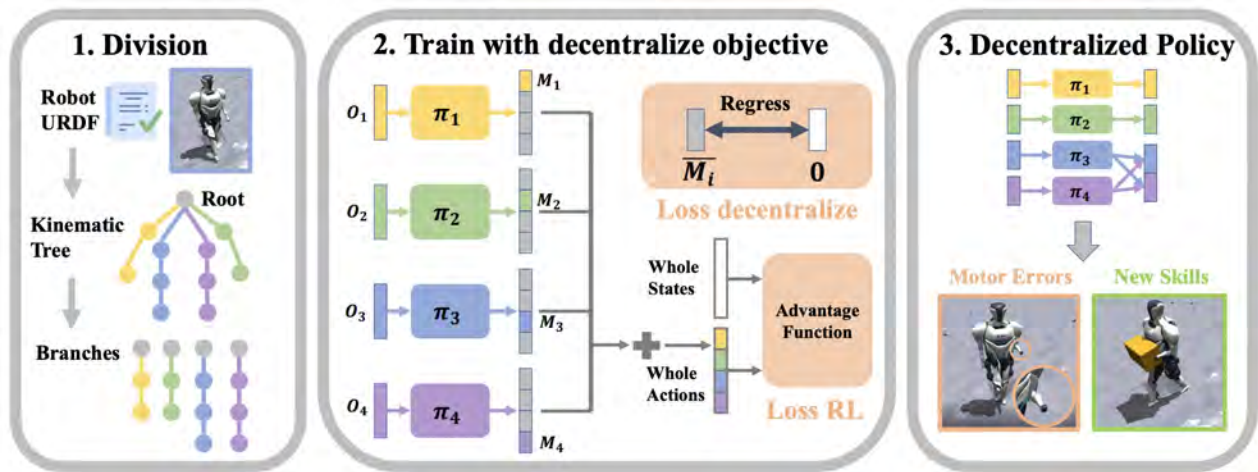 1. Division
Robot
URDF
Root
Kinematic
Tree
Branches
2. Train with decentralize objective
O₁
π₁
M₁
O₂
π₂
M₂
O₃
π₃
M₃
O₄
π₄
M₄
Regress
M̅ᵢ
0
Loss decentralize
Whole
States
Whole
Actions
Advantage
Function
Loss RL
3. Decentralized Policy
π₁
π₂
π₃
π₄
Motor Errors
New Skills